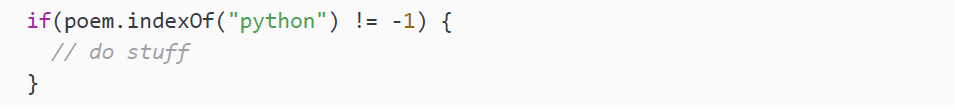 if(poem.indexOf("python") != -1) {
  // do stuff
}